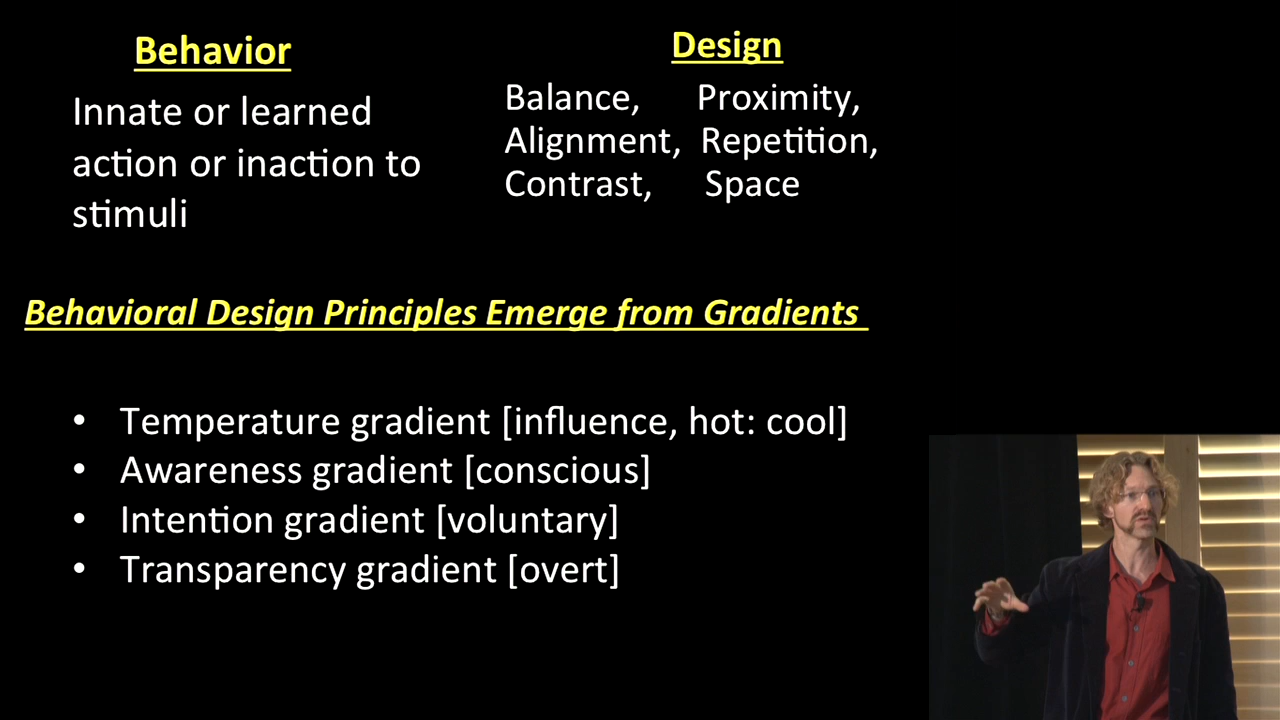 Behavior
Innate or learned
action or inaction to
stimuli
Design
Balance, Proximity,
Alignment, Repetition,
Contrast, Space
Behavioral Design Principles Emerge from Gradients
• Temperature gradient [influence, hot: cool]
• Awareness gradient [conscious]
• Intention gradient [voluntary]
• Transparency gradient [overt]